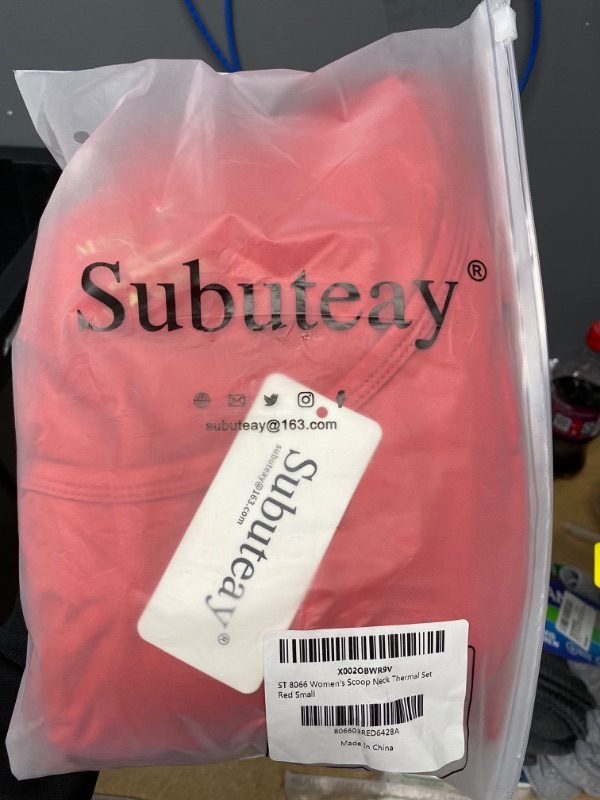 Subuteay®
subuteay@163.com
Subuteay®
subuteay@163.com
X002OBWR9V
ST 8066 Women's Scoop Neck Thermal Set
Red Small
806603RED6428A
Made In China